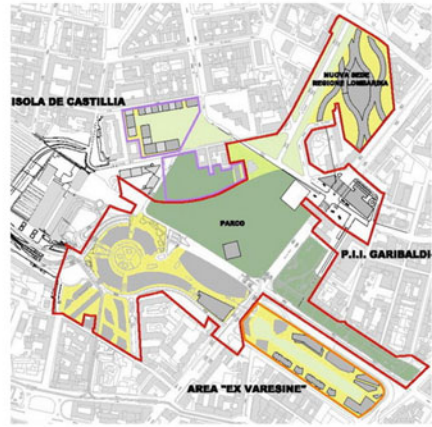 NUOVA SEDE
REGIONE LOMBARDIA
ISOLA DE CASTILLIA
PARCO
P.I.I. GARIBALDI-
AREA "EX VARESINE"